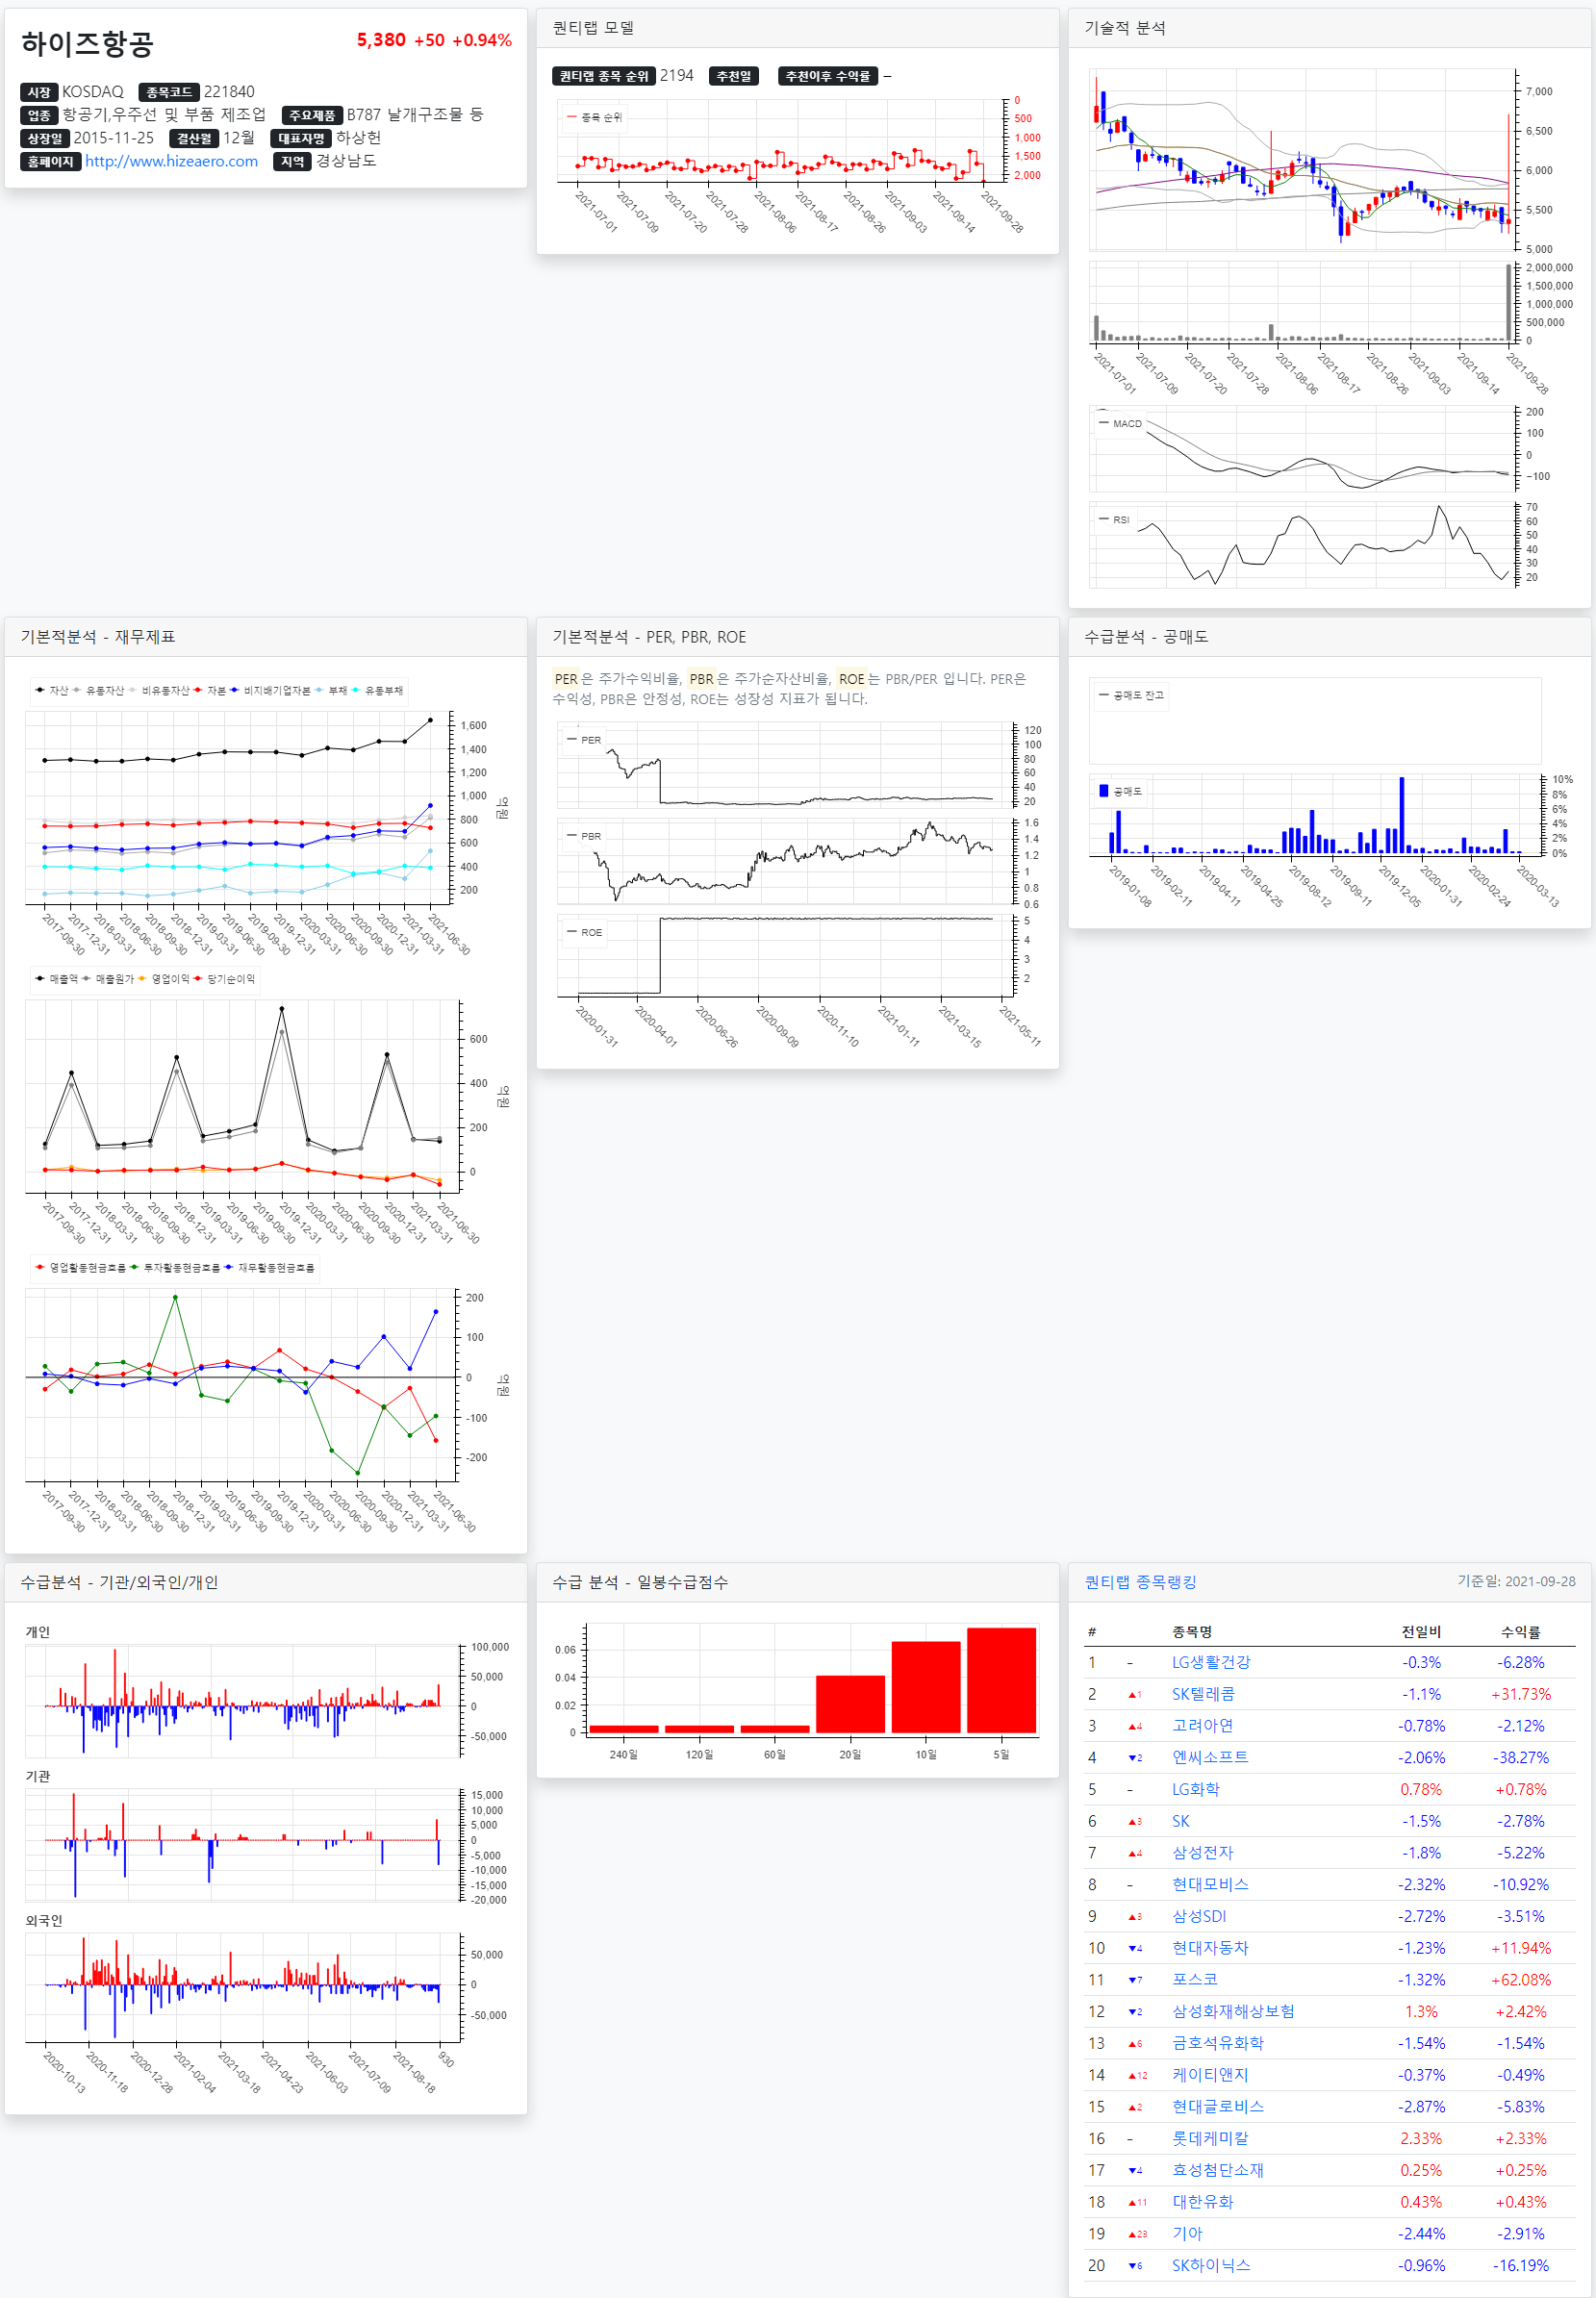 하이즈항공 5,380 +50 +0.94%
시장 KOSDAQ 종목코드 221840
업종 항공기,우주선 및 부품 제조업 주요제품 B787 날개구조물 등
상장일 2015-11-25 결산월 12월 대표자명 하상헌
홈페이지 http://www.hizeaero.com 지역 경상남도
퀀티랩 모델
퀀티랩 종목 순위 2194 추천일 추천이후 수익률 –
종목 순위
0
500
1,000
1,500
2,000
2021-07-01 2021-07-09 2021-07-20 2021-07-28 2021-08-06 2021-08-17 2021-08-26 2021-09-03 2021-09-14 2021-09-28
기술적 분석
7,000
6,500
6,000
5,500
5,000
2,000,000
1,500,000
1,000,000
500,000
0
2021-07-01 2021-07-09 2021-07-20 2021-07-28 2021-08-06 2021-08-17 2021-08-26 2021-09-03 2021-09-14 2021-09-28
MACD
200
100
0
-100
RSI
70
60
50
40
30
20
기본적분석 - 재무제표
자산 유동자산 비유동자산 자본 비지배기업자본 부채 유동부채
1,600
1,400
1,200
1,000
800
600
400
200
억원
2017-09-30 2017-12-31 2018-03-31 2018-06-30 2018-09-30 2018-12-31 2019-03-31 2019-06-30 2019-09-30 2019-12-31 2020-03-31 2020-06-30 2020-09-30 2020-12-31 2021-03-31 2021-06-30
매출액 매출원가 영업이익 당기순이익
600
400
200
0
억원
2017-09-30 2017-12-31 2018-03-31 2018-06-30 2018-09-30 2018-12-31 2019-03-31 2019-06-30 2019-09-30 2019-12-31 2020-03-31 2020-06-30 2020-09-30 2020-12-31 2021-03-31 2021-06-30
영업활동현금흐름 투자활동현금흐름 재무활동현금흐름
200
100
0
-100
-200
억원
2017-09-30 2017-12-31 2018-03-31 2018-06-30 2018-09-30 2018-12-31 2019-03-31 2019-06-30 2019-09-30 2019-12-31 2020-03-31 2020-06-30 2020-09-30 2020-12-31 2021-03-31 2021-06-30
기본적분석 - PER, PBR, ROE
PER은 주가수익비율, PBR은 주가순자산비율, ROE는 PBR/PER 입니다. PER은
수익성, PBR은 안정성, ROE는 성장성 지표가 됩니다.
PER
120
100
80
60
40
20
PBR
1.6
1.4
1.2
1
0.8
0.6
ROE
5
4
3
2
2020-01-31 2020-04-01 2020-06-26 2020-09-09 2020-11-10 2021-01-11 2021-03-15 2021-05-11
수급분석 - 공매도
공매도 잔고
공매도
10%
8%
6%
4%
2%
0%
2019-01-08 2019-02-11 2019-04-11 2019-04-25 2019-08-12 2019-09-11 2019-12-05 2020-01-31 2020-02-24 2020-03-13
수급분석 - 기관/외국인/개인
개인
100,000
50,000
0
-50,000
기관
15,000
10,000
5,000
0
-5,000
-10,000
-15,000
-20,000
외국인
50,000
0
-50,000
2020-10-13 2020-11-18 2020-12-28 2021-02-04 2021-03-18 2021-04-23 2021-06-03 2021-07-09 2021-08-18 930
수급 분석 - 일봉수급점수
0.06
0.04
0.02
0
240일 120일 60일 20일 10일 5일
퀀티랩 종목랭킹 기준일: 2021-09-28
# 종목명 전일비 수익률
1 - LG생활건강 -0.3% -6.28%
2 ▲1 SK텔레콤 -1.1% +31.73%
3 ▲4 고려아연 -0.78% -2.12%
4 ▼2 엔씨소프트 -2.06% -38.27%
5 - LG화학 0.78% +0.78%
6 ▲3 SK -1.5% -2.78%
7 ▲4 삼성전자 -1.8% -5.22%
8 - 현대모비스 -2.32% -10.92%
9 ▲3 삼성SDI -2.72% -3.51%
10 ▼4 현대자동차 -1.23% +11.94%
11 ▼7 포스코 -1.32% +62.08%
12 ▼2 삼성화재해상보험 1.3% +2.42%
13 ▲6 금호석유화학 -1.54% -1.54%
14 ▲12 케이티앤지 -0.37% -0.49%
15 ▲2 현대글로비스 -2.87% -5.83%
16 - 롯데케미칼 2.33% +2.33%
17 ▼4 효성첨단소재 0.25% +0.25%
18 ▲11 대한유화 0.43% +0.43%
19 ▲23 기아 -2.44% -2.91%
20 ▼6 SK하이닉스 -0.96% -16.19%